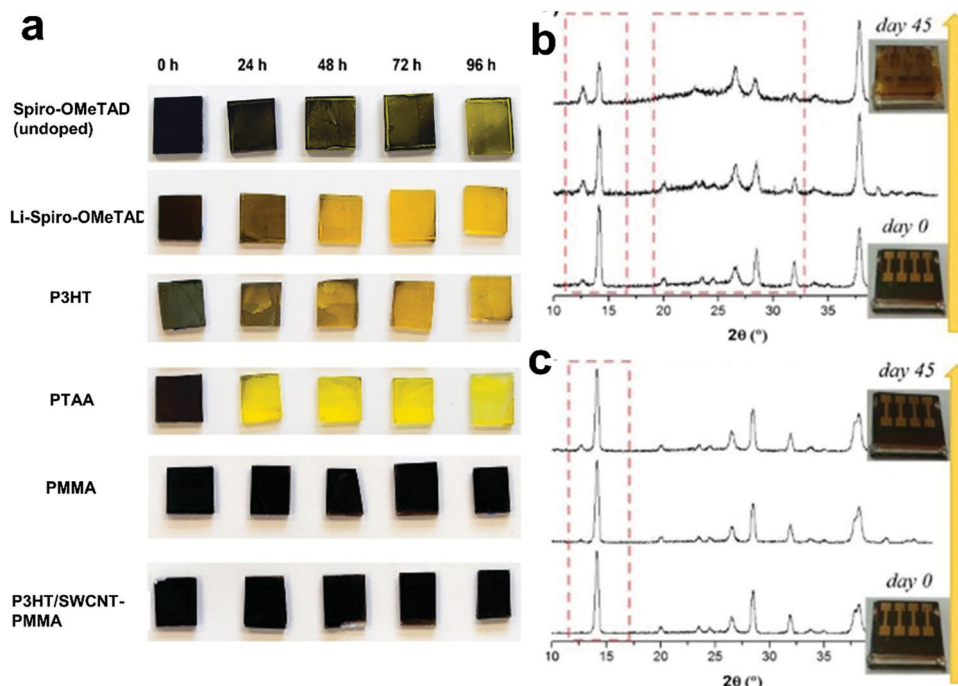 a
0 h 24 h 48 h 72 h 96 h
Spiro-OMeTAD
(undoped)
Li-Spiro-OMeTAD
P3HT
PTAA
PMMA
P3HT/SWCNT-
PMMA
b
day 45
day 0
10 15 20 25 30 35
2θ (°)
c
day 45
day 0
10 15 20 25 30 35
2θ (°)